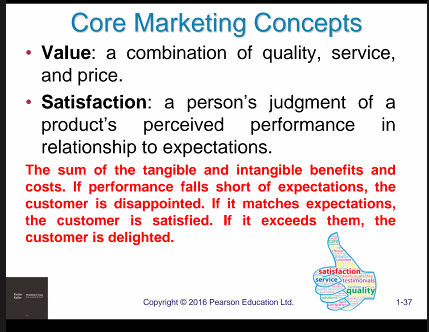 Core Marketing Concepts
• Value: a combination of quality, service,
and price.
• Satisfaction: a person's judgment of a
product's perceived performance in
relationship to expectations.
The sum of the tangible and intangible benefits and
costs. If performance falls short of expectations, the
customer is disappointed. If it matches expectations,
the customer is satisfied. If it exceeds them, the
customer is delighted.
satisfaction
service testimonials
quality
Copyright © 2016 Pearson Education Ltd.
1-37